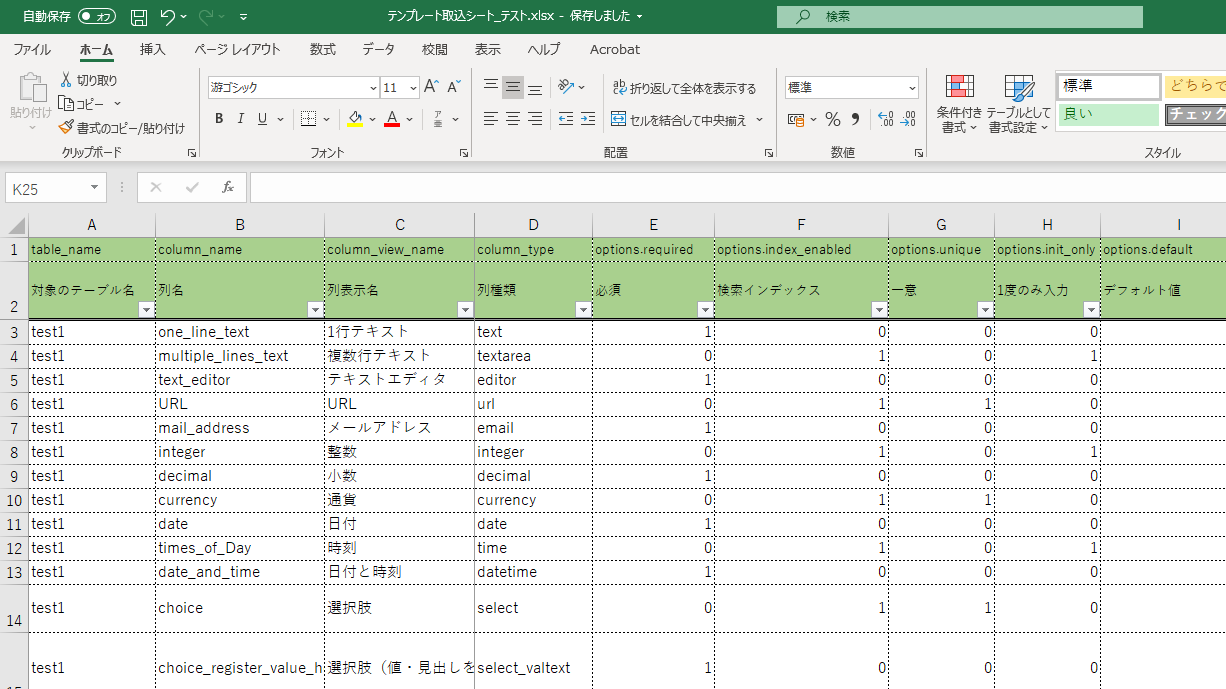 自動保存 オフ テンプレート取込シート_テスト.xlsx - 保存しました 検索
ファイル ホーム 挿入 ページ レイアウト 数式 データ 校閲 表示 ヘルプ Acrobat
貼り付け 切り取り コピー 書式のコピー/貼り付け
クリップボード
游ゴシック 11 A A
B I U A
フォント
折り返して全体を表示する
セルを結合して中央揃え
配置
標準
% 9
数値
条件付き書式 テーブルとして書式設定
標準 どちらで
良い チェック
スタイル
K25 fx
A B C D E F G H I
1 table_name column_name column_view_name column_type options.required options.index_enabled options.unique options.init_only options.default
2 対象のテーブル名 列名 列表示名 列種類 必須 検索インデックス 一意 1度のみ入力 デフォルト値
3 test1 one_line_text 1行テキスト text 1 0 0 0
4 test1 multiple_lines_text 複数行テキスト textarea 0 1 0 1
5 test1 text_editor テキストエディタ editor 1 0 0 0
6 test1 URL URL url 0 1 1 0
7 test1 mail_address メールアドレス email 1 0 0 0
8 test1 integer 整数 integer 0 1 0 1
9 test1 decimal 小数 decimal 1 0 0 0
10 test1 currency 通貨 currency 0 1 1 0
11 test1 date 日付 date 1 0 0 0
12 test1 times_of_Day 時刻 time 0 1 0 1
13 test1 date_and_time 日付と時刻 datetime 1 0 0 0
14 test1 choice 選択肢 select 0 1 1 0
test1 choice_register_value_h 選択肢（値・見出しを select_valtext 1 0 0 0